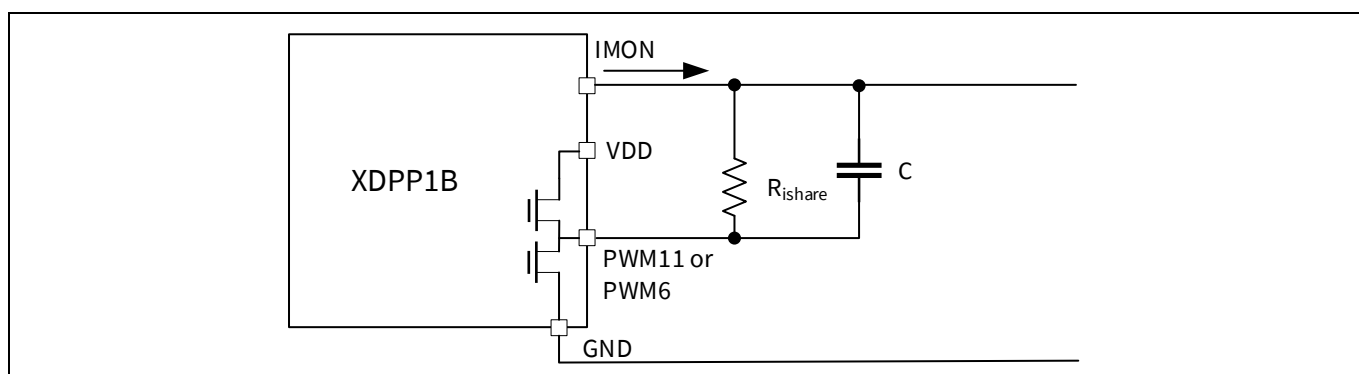 IMON
VDD
XDPP1B
Rishare
C
PWM11 or
PWM6
GND